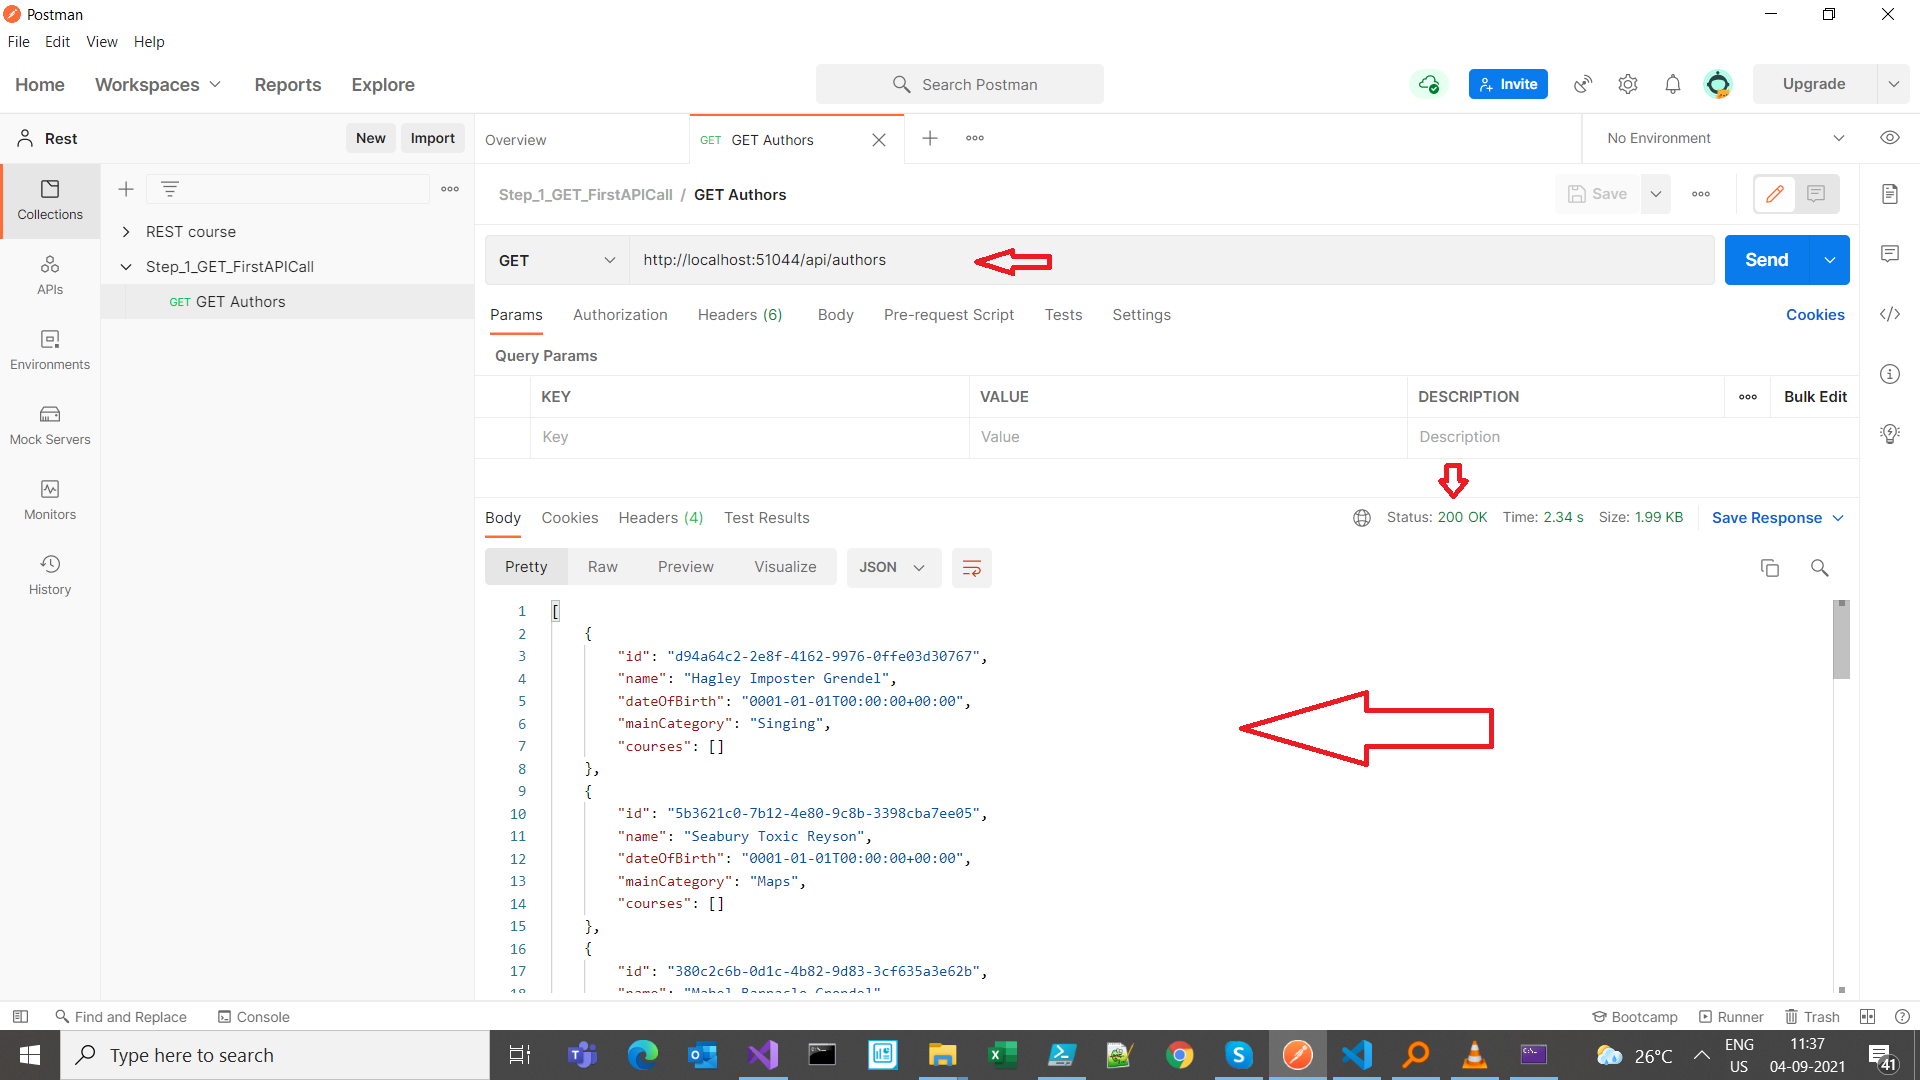 Postman
File Edit View Help
Home Workspaces Reports Explore Search Postman Invite Upgrade
Rest New Import Overview GET GET Authors No Environment
Collections
APIs
Environments
Mock Servers
Monitors
History
REST course
Step_1_GET_FirstAPICall
GET GET Authors
Step_1_GET_FirstAPICall / GET Authors Save
GET http://localhost:51044/api/authors Send
Params Authorization Headers (6) Body Pre-request Script Tests Settings Cookies
Query Params
KEY VALUE DESCRIPTION Bulk Edit
Key Value Description
Body Cookies Headers (4) Test Results Status: 200 OK Time: 2.34 s Size: 1.99 KB Save Response
Pretty Raw Preview Visualize JSON
1 [
2 {
3 "id": "d94a64c2-2e8f-4162-9976-0ffe03d30767",
4 "name": "Hagley Imposter Grendel",
5 "dateOfBirth": "0001-01-01T00:00:00+00:00",
6 "mainCategory": "Singing",
7 "courses": []
8 },
9 {
10 "id": "5b3621c0-7b12-4e80-9c8b-3398cba7ee05",
11 "name": "Seabury Toxic Reyson",
12 "dateOfBirth": "0001-01-01T00:00:00+00:00",
13 "mainCategory": "Maps",
14 "courses": []
15 },
16 {
17 "id": "380c2c6b-0d1c-4b82-9d83-3cf635a3e62b",
18 "name": "Mabel Barnacle Grendel"
Find and Replace Console Bootcamp Runner Trash
Type here to search 26°C ENG US 11:37 04-09-2021 41